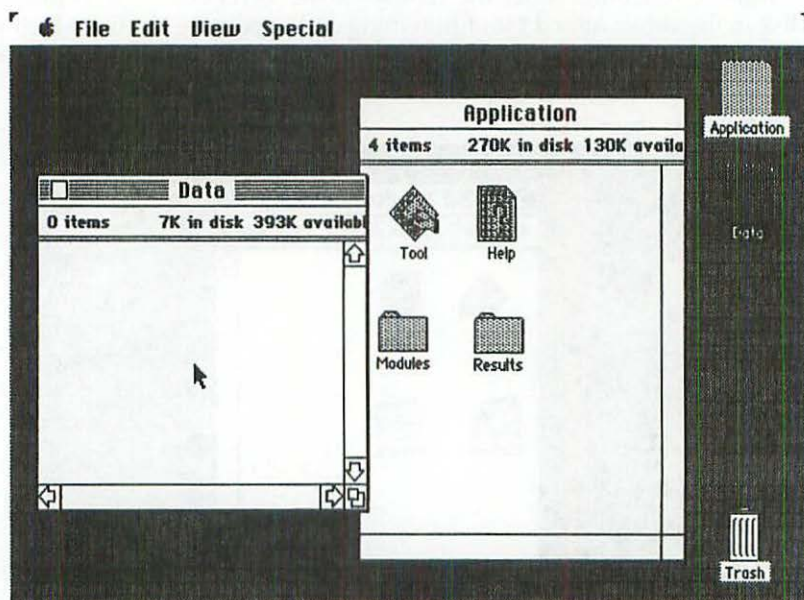 File Edit View Special
Application
4 items 270K in disk 130K availa
Application
Data
0 items 7K in disk 393K availabl
Data
Tool Help
Modules Results
Trash